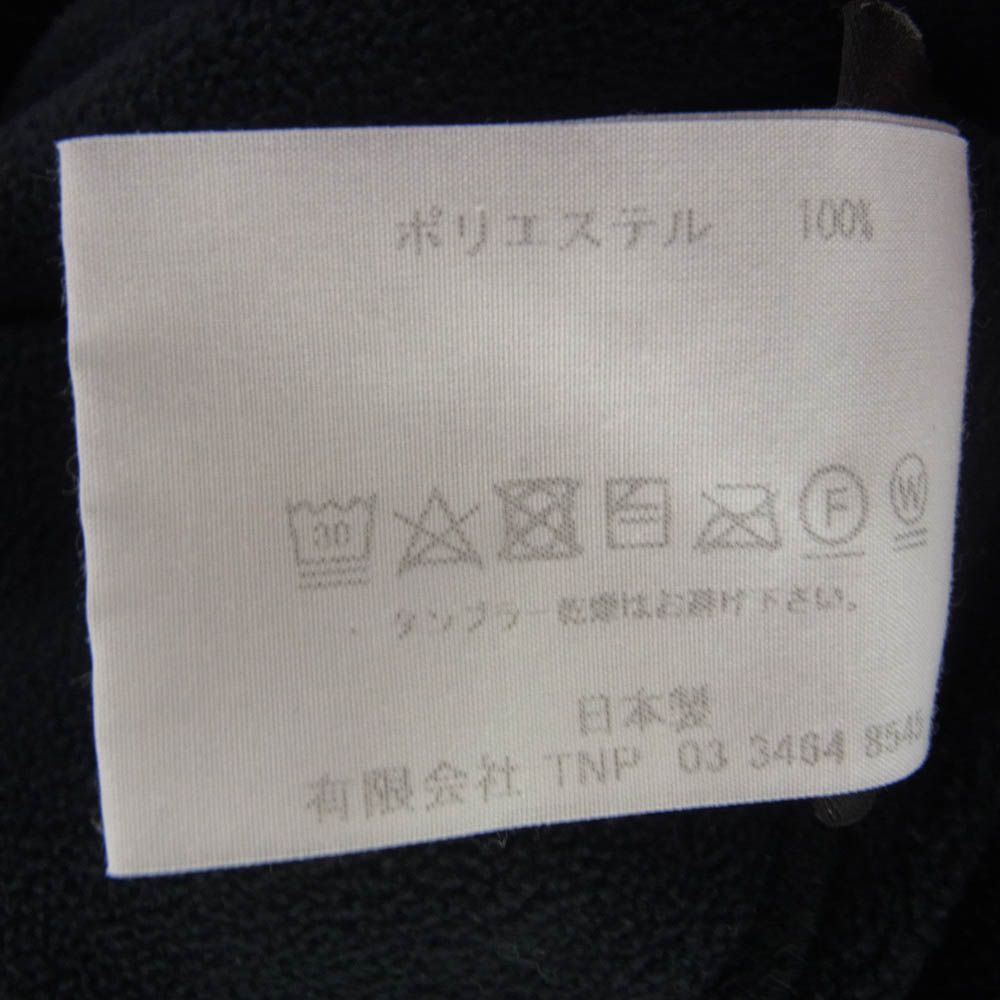 ポリエステル 100%
30 F W
タンブラー乾燥はお避け下さい。
日本製
有限会社 TNP 03 3464 854